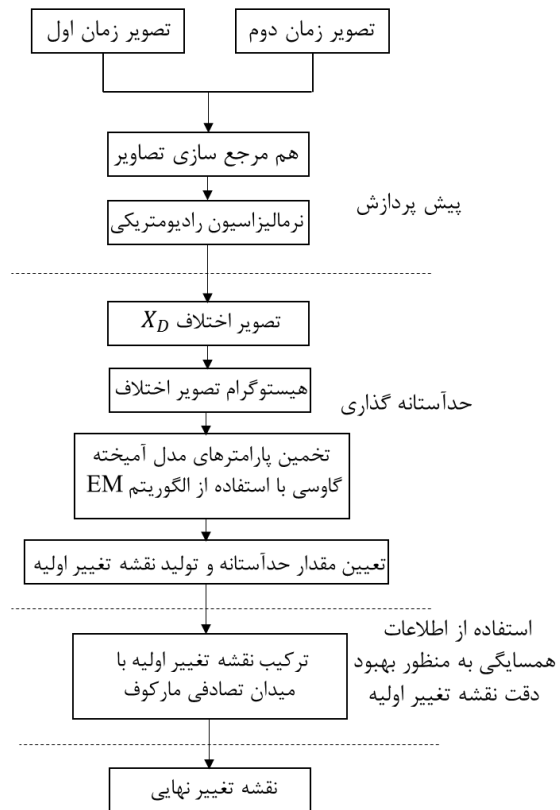 تصویر زمان دوم
تصویر زمان اول
هم مرجع سازی تصاویر
پیش پردازش
نرمالیزاسیون رادیومتریکی
تصویر اختلاف X_D
هیستوگرام تصویر اختلاف
حدآستانه گذاری
تخمین پارامترهای مدل آمیخته
گاوسی با استفاده از الگوریتم EM
تعیین مقدار حدآستانه و تولید نقشه تغییر اولیه
استفاده از اطلاعات
همسایگی به منظور بهبود
دقت نقشه تغییر اولیه
ترکیب نقشه تغییر اولیه با
میدان تصادفی مارکوف
نقشه تغییر نهایی